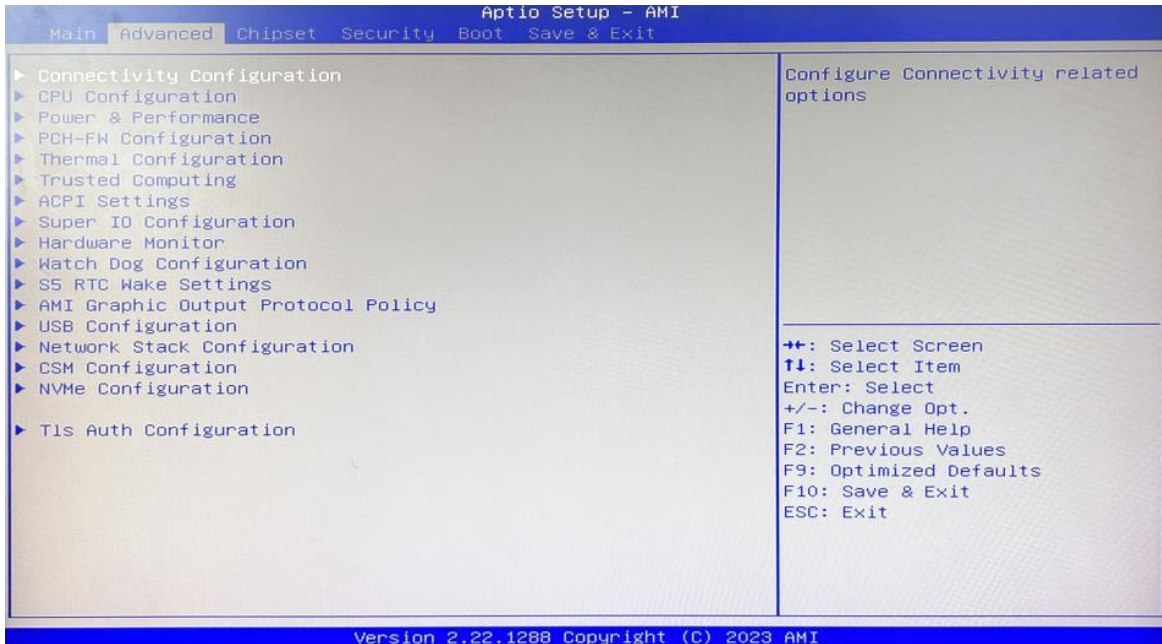 Aptio Setup – AMI
Main Advanced Chipset Security Boot Save & Exit
▶ Connectivity Configuration
▶ CPU Configuration
▶ Power & Performance
▶ PCH-FW Configuration
▶ Thermal Configuration
▶ Trusted Computing
▶ ACPI Settings
▶ Super IO Configuration
▶ Hardware Monitor
▶ Watch Dog Configuration
▶ S5 RTC Wake Settings
▶ AMI Graphic Output Protocol Policy
▶ USB Configuration
▶ Network Stack Configuration
▶ CSM Configuration
▶ NVMe Configuration
▶ Tls Auth Configuration
Configure Connectivity related
options
→←: Select Screen
↑↓: Select Item
Enter: Select
+/-: Change Opt.
F1: General Help
F2: Previous Values
F9: Optimized Defaults
F10: Save & Exit
ESC: Exit
Version 2.22.1288 Copyright (C) 2023 AMI